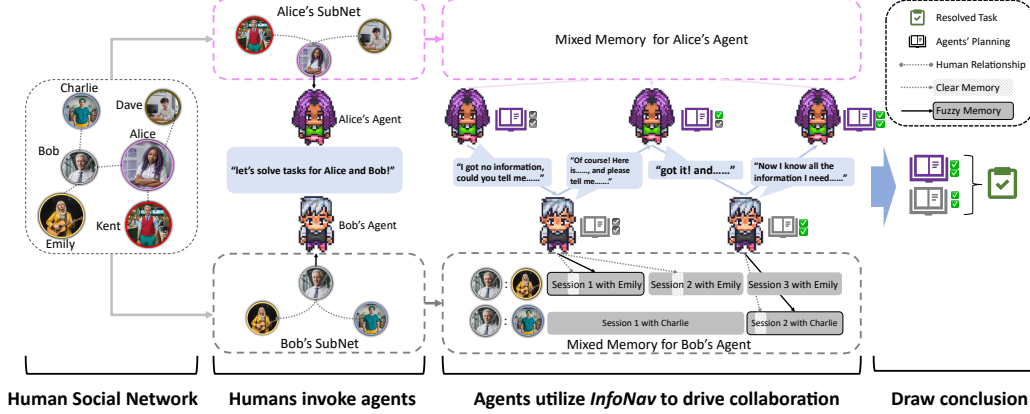 Alice's SubNet
Mixed Memory for Alice's Agent
Resolved Task
Agents' Planning
Human Relationship
Clear Memory
Fuzzy Memory
Charlie
Dave
Alice
Bob
Emily
Kent
Alice's Agent
"let's solve tasks for Alice and Bob!"
Bob's Agent
Bob's SubNet
"I got no information,
could you tell me......"
"Of course! Here
is......, and please
tell me......."
"got it! and......"
"Now I know all the
information I need......"
:
Session 1 with Emily
Session 2 with Emily
Session 3 with Emily
:
Session 1 with Charlie
Session 2 with Charlie
Mixed Memory for Bob's Agent
Human Social Network
Humans invoke agents
Agents utilize InfoNav to drive collaboration
Draw conclusion